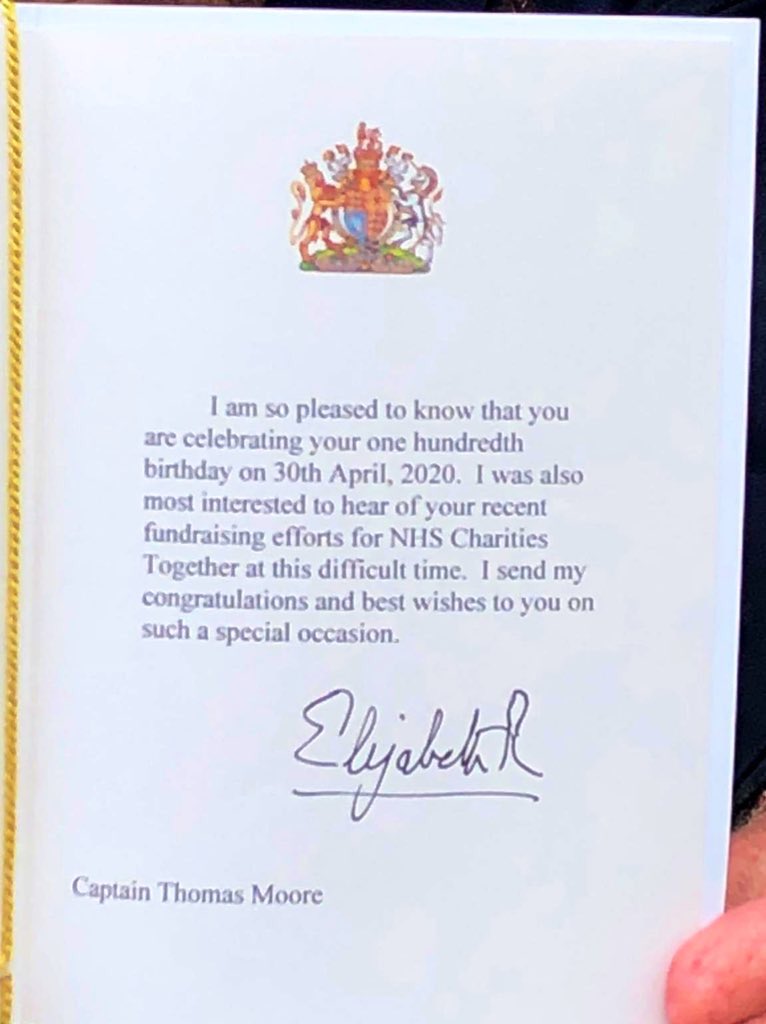 I am so pleased to know that you
are celebrating your one hundredth
birthday on 30th April, 2020. I was also
most interested to hear of your recent
fundraising efforts for NHS Charities
Together at this difficult time. I send my
congratulations and best wishes to you on
such a special occasion.
Elizabeth R
Captain Thomas Moore